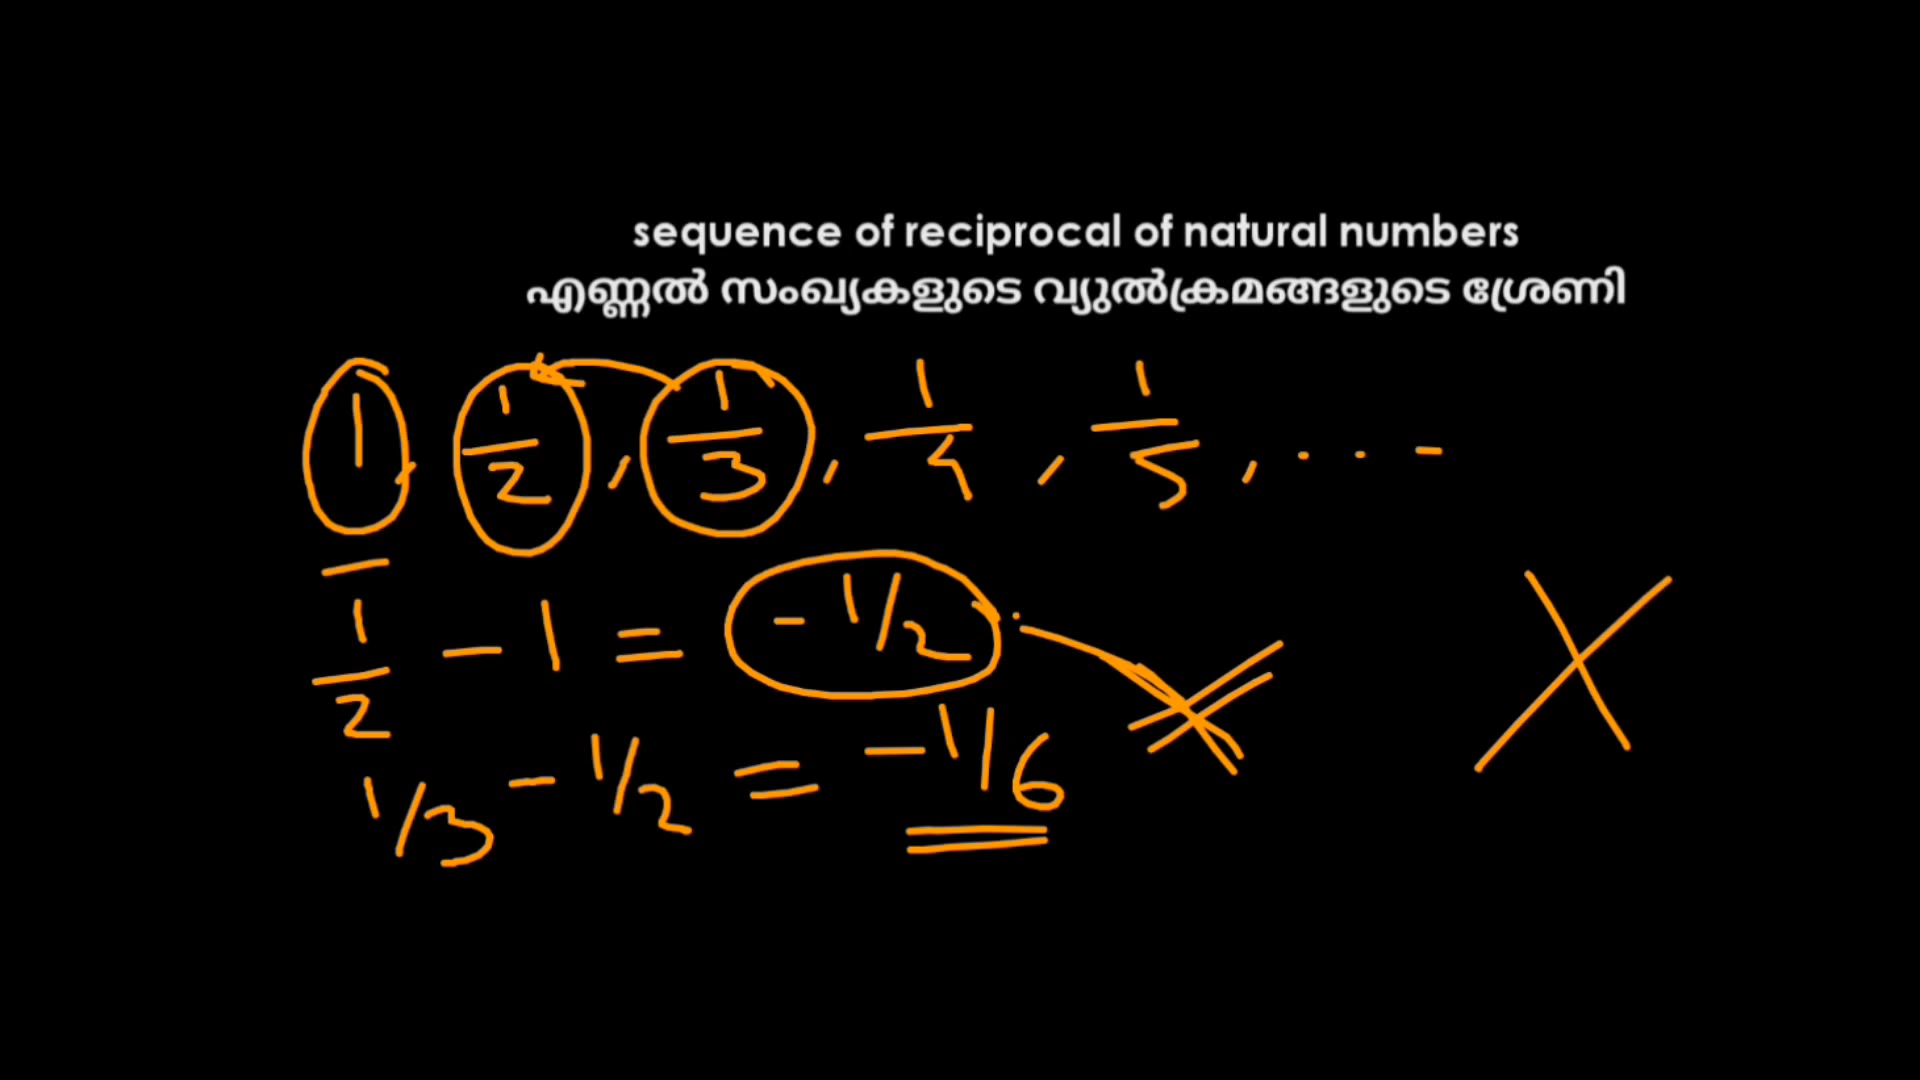 sequence of reciprocal of natural numbers
എണ്ണൽ സംഖ്യകളുടെ വ്യുൽക്രമങ്ങളുടെ ശ്രേണി
1, 1/2, 1/3, 1/4, 1/5, ...
1/2 - 1 = -1/2
1/3 - 1/2 = -1/6